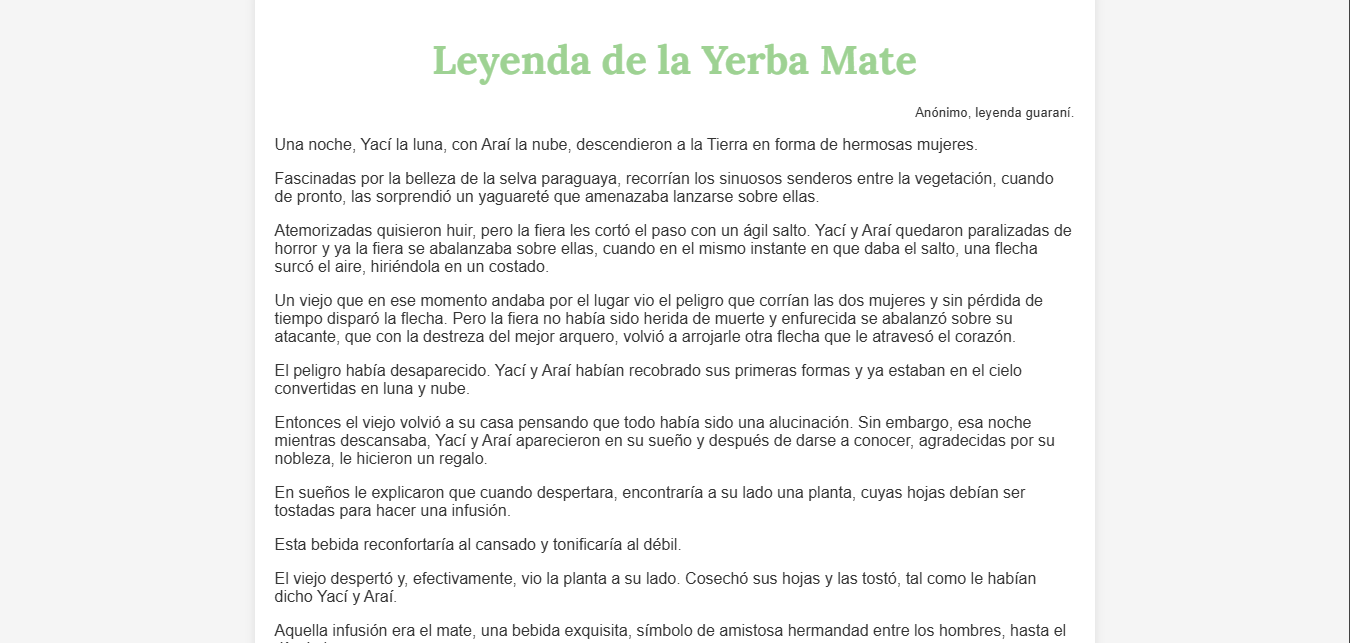 Leyenda de la Yerba Mate
Anónimo, leyenda guaraní.
Una noche, Yací la luna, con Araí la nube, descendieron a la Tierra en forma de hermosas mujeres.
Fascinadas por la belleza de la selva paraguaya, recorrían los sinuosos senderos entre la vegetación, cuando
de pronto, las sorprendió un yaguareté que amenazaba lanzarse sobre ellas.
Atemorizadas quisieron huir, pero la fiera les cortó el paso con un ágil salto. Yací y Araí quedaron paralizadas de
horror y ya la fiera se abalanzaba sobre ellas, cuando en el mismo instante en que daba el salto, una flecha
surcó el aire, hiriéndola en un costado.
Un viejo que en ese momento andaba por el lugar vio el peligro que corrían las dos mujeres y sin pérdida de
tiempo disparó la flecha. Pero la fiera no había sido herida de muerte y enfurecida se abalanzó sobre su
atacante, que con la destreza del mejor arquero, volvió a arrojarle otra flecha que le atravesó el corazón.
El peligro había desaparecido. Yací y Araí habían recobrado sus primeras formas y ya estaban en el cielo
convertidas en luna y nube.
Entonces el viejo volvió a su casa pensando que todo había sido una alucinación. Sin embargo, esa noche
mientras descansaba, Yací y Araí aparecieron en su sueño y después de darse a conocer, agradecidas por su
nobleza, le hicieron un regalo.
En sueños le explicaron que cuando despertara, encontraría a su lado una planta, cuyas hojas debían ser
tostadas para hacer una infusión.
Esta bebida reconfortaría al cansado y tonificaría al débil.
El viejo despertó y, efectivamente, vio la planta a su lado. Cosechó sus hojas y las tostó, tal como le habían
dicho Yací y Araí.
Aquella infusión era el mate, una bebida exquisita, símbolo de amistosa hermandad entre los hombres, hasta el